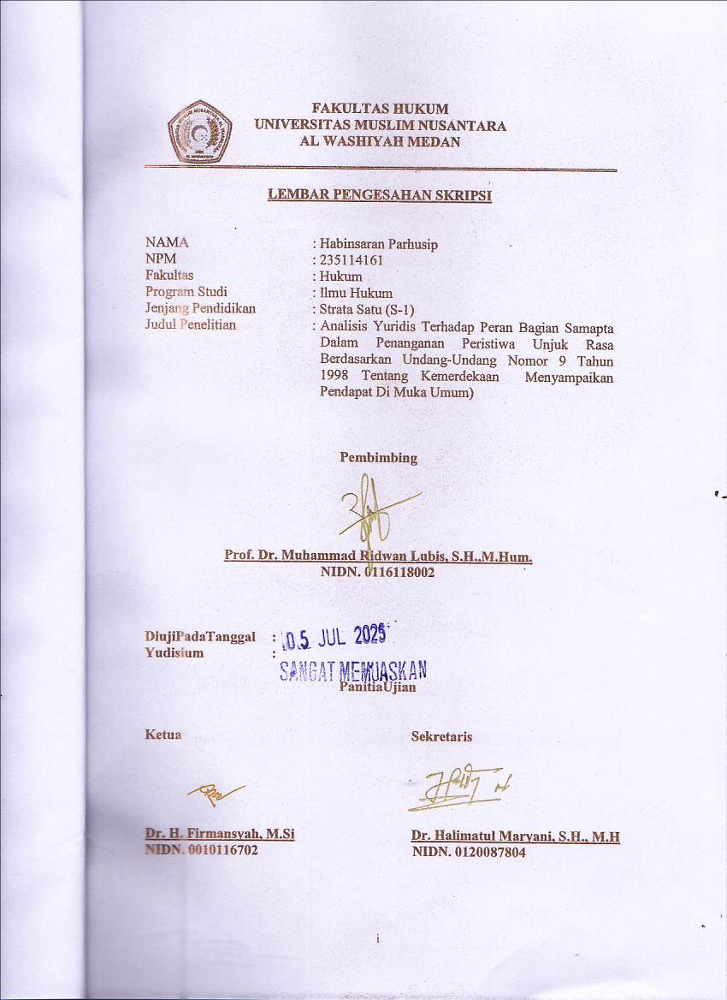 FAKULTAS HUKUM
UNIVERSITAS MUSLIM NUSANTARA
AL WASHIYAH MEDAN
LEMBAR PENGESAHAN SKRIPSI
NAMA : Habinsaran Parhusip
NPM : 235114161
Fakultas : Hukum
Program Studi : Ilmu Hukum
Jenjang Pendidikan : Strata Satu (S-1)
Judul Penelitian : Analisis Yuridis Terhadap Peran Bagian Samapta
Dalam Penanganan Peristiwa Unjuk Rasa
Berdasarkan Undang-Undang Nomor 9 Tahun
1998 Tentang Kemerdekaan Menyampaikan
Pendapat Di Muka Umum)
Pembimbing
Prof. Dr. Muhammad Ridwan Lubis, S.H.,M.Hum.
NIDN. 0116118002
DiujiPadaTanggal : 05 JUL 2025
Yudisium :
SANGAT MEMUASKAN
PanitiaUjian
Ketua Sekretaris
Dr. H. Firmansyah, M.Si Dr. Halimatul Maryani, S.H., M.H
NIDN. 0010116702 NIDN. 0120087804
i